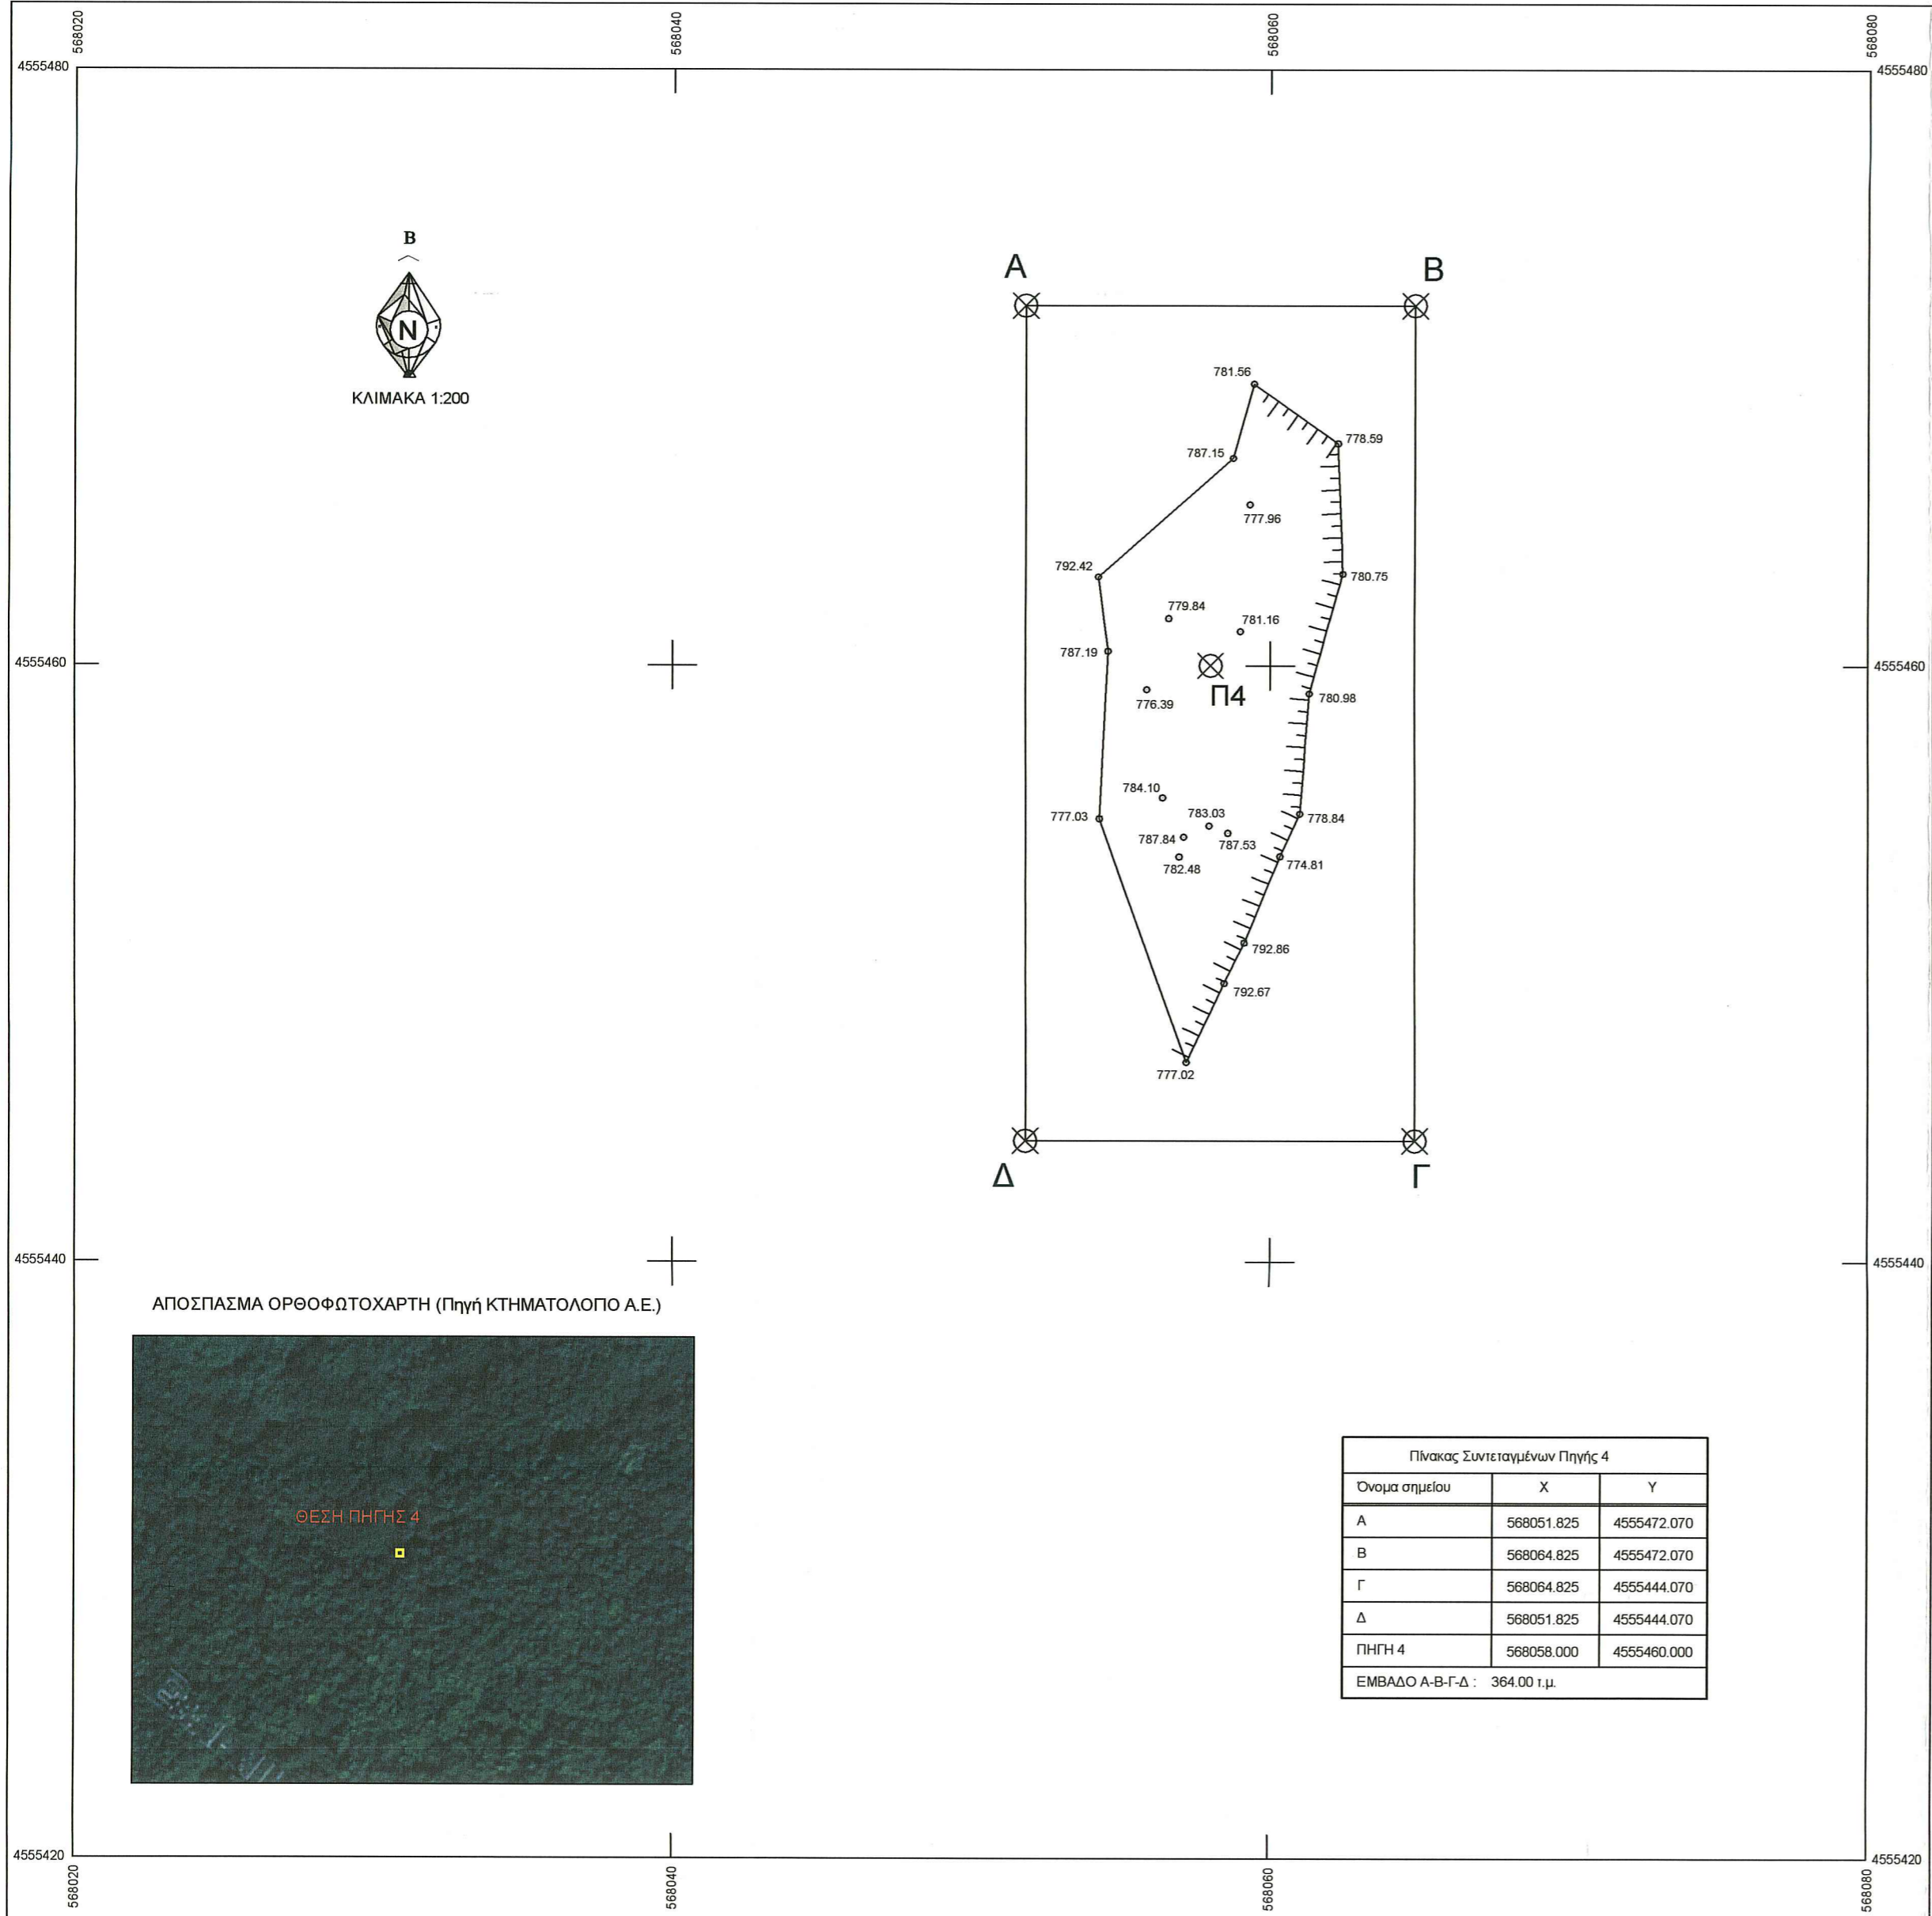 568020
568040
568060
568080
4555480
4555480
B
N
ΚΛΙΜΑΚΑ 1:200
Α
Β
781.56
778.59
787.15
777.96
792.42
780.75
779.84
781.16
787.19
4555460
4555460
Π4
776.39
780.98
784.10
777.03
783.03
778.84
787.84
787.53
782.48
774.81
792.86
792.67
777.02
Δ
Γ
4555440
4555440
ΑΠΟΣΠΑΣΜΑ ΟΡΘΟΦΩΤΟΧΑΡΤΗ (Πηγή ΚΤΗΜΑΤΟΛΟΓΙΟ Α.Ε.)
ΘΕΣΗ ΠΗΓΗΣ 4
Πίνακας Συντεταγμένων Πηγής 4
Όνομα σημείου X Y
Α 568051.825 4555472.070
Β 568064.825 4555472.070
Γ 568064.825 4555444.070
Δ 568051.825 4555444.070
ΠΗΓΗ 4 568058.000 4555460.000
ΕΜΒΑΔΟ Α-Β-Γ-Δ : 364.00 τ.μ.
4555420
4555420
568020
568040
568060
568080